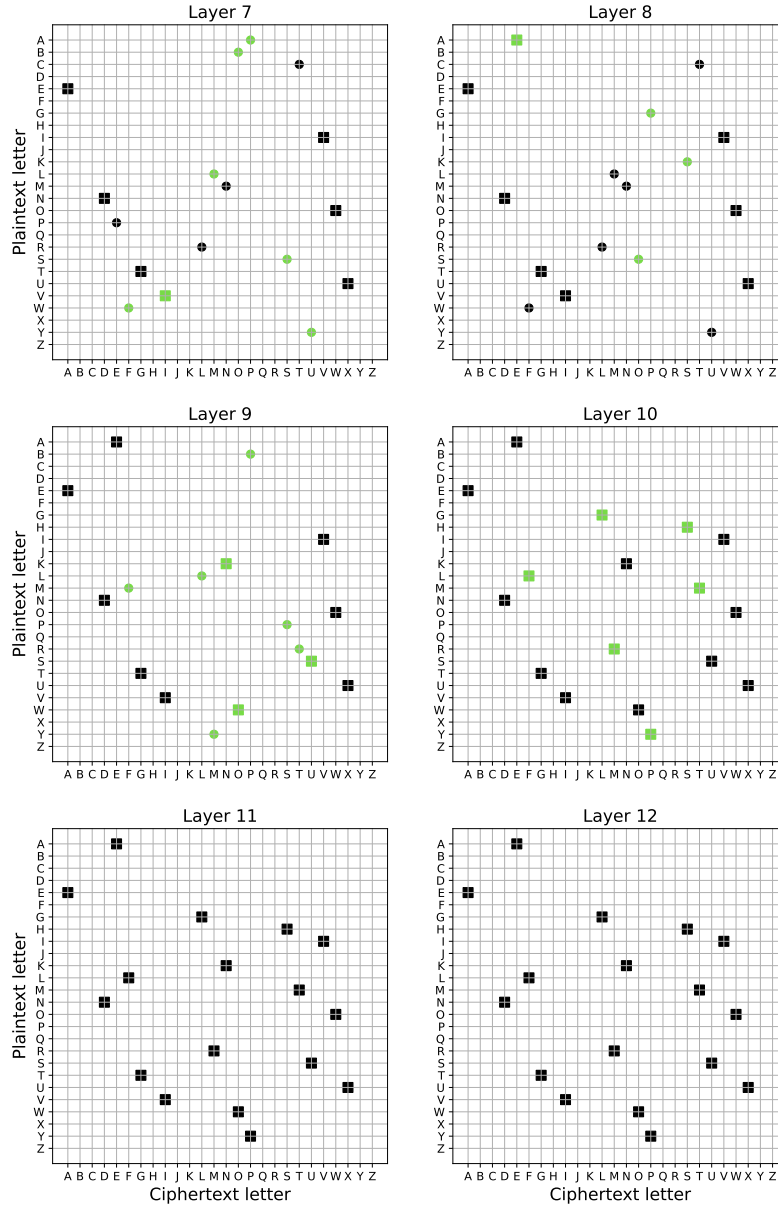 Layer 7
Layer 8
Plaintext letter
A
B
C
D
E
F
G
H
I
J
K
L
M
N
O
P
Q
R
S
T
U
V
W
X
Y
Z
A B C D E F G H I J K L M N O P Q R S T U V W X Y Z
A
B
C
D
E
F
G
H
I
J
K
L
M
N
O
P
Q
R
S
T
U
V
W
X
Y
Z
A B C D E F G H I J K L M N O P Q R S T U V W X Y Z
Layer 9
Layer 10
Plaintext letter
A
B
C
D
E
F
G
H
I
J
K
L
M
N
O
P
Q
R
S
T
U
V
W
X
Y
Z
A B C D E F G H I J K L M N O P Q R S T U V W X Y Z
A
B
C
D
E
F
G
H
I
J
K
L
M
N
O
P
Q
R
S
T
U
V
W
X
Y
Z
A B C D E F G H I J K L M N O P Q R S T U V W X Y Z
Layer 11
Layer 12
Plaintext letter
A
B
C
D
E
F
G
H
I
J
K
L
M
N
O
P
Q
R
S
T
U
V
W
X
Y
Z
A B C D E F G H I J K L M N O P Q R S T U V W X Y Z
Ciphertext letter
A
B
C
D
E
F
G
H
I
J
K
L
M
N
O
P
Q
R
S
T
U
V
W
X
Y
Z
A B C D E F G H I J K L M N O P Q R S T U V W X Y Z
Ciphertext letter